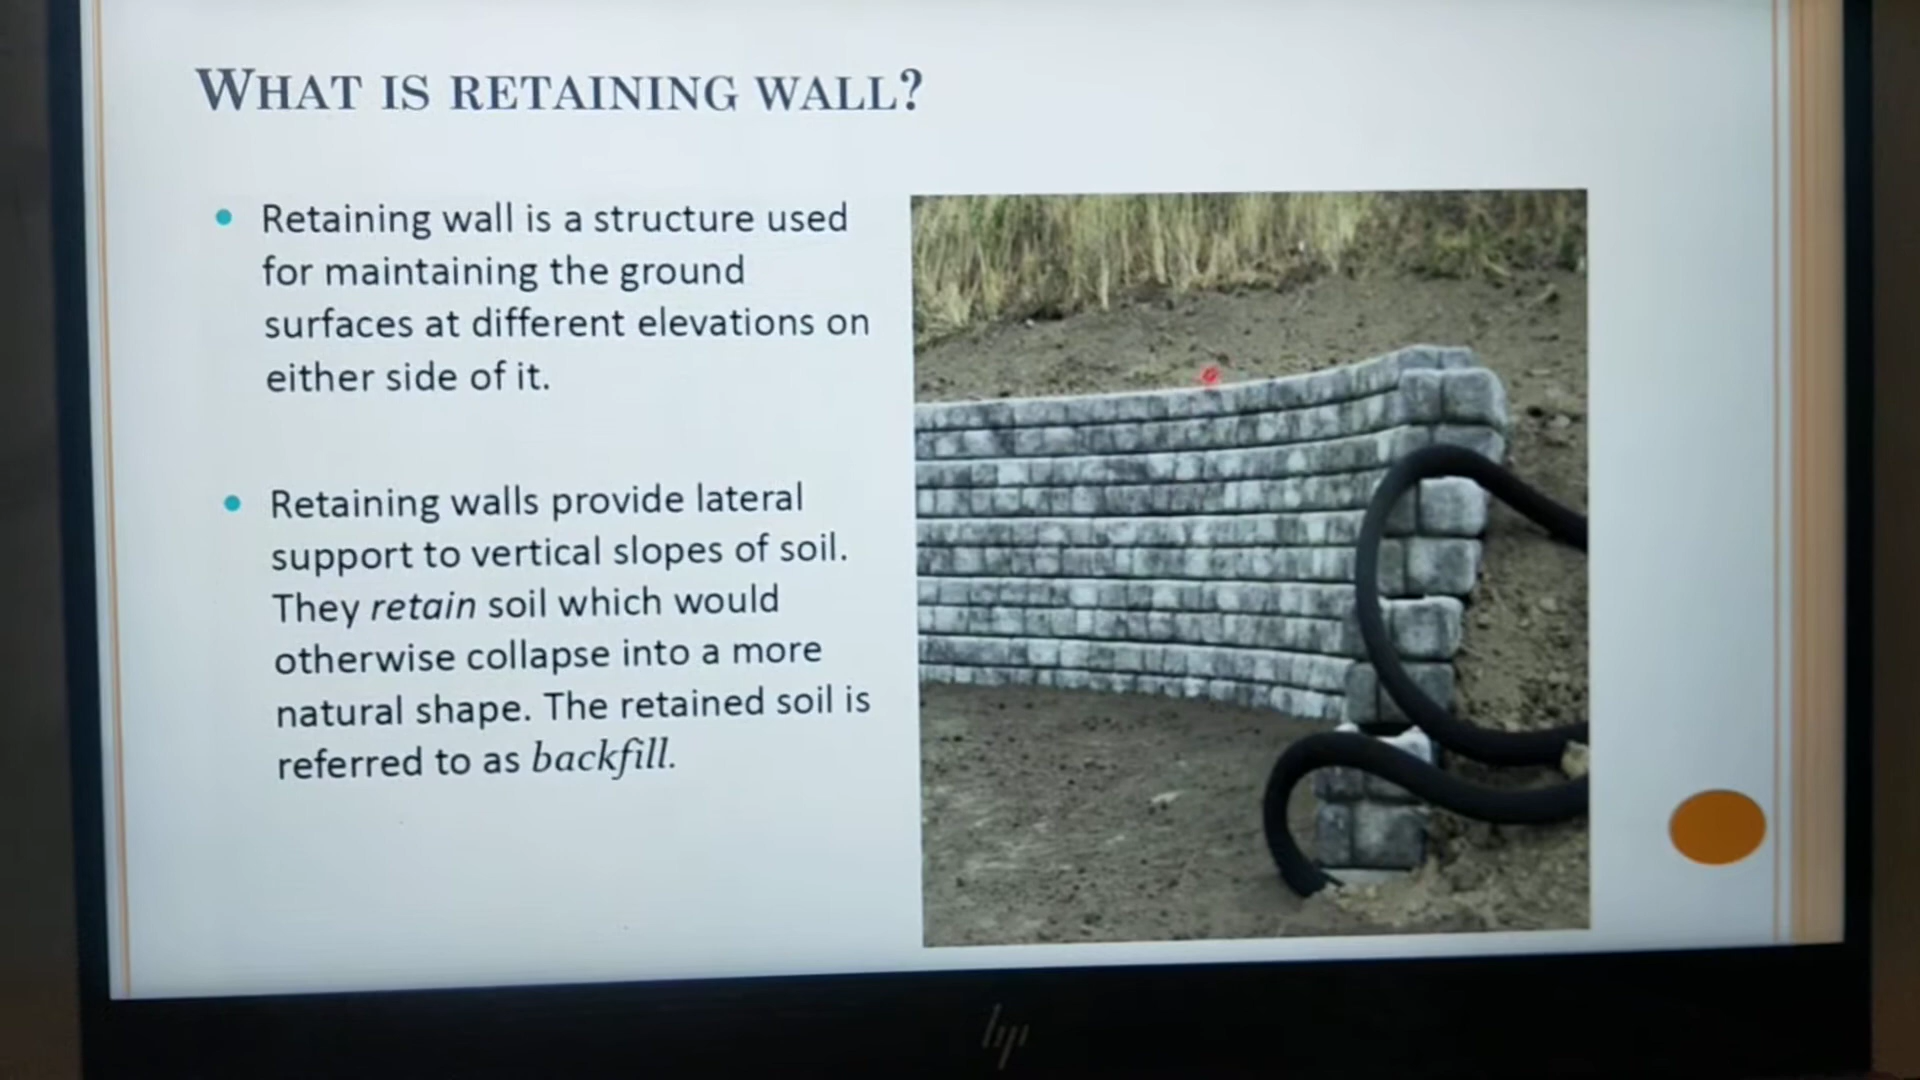 WHAT IS RETAINING WALL?
Retaining wall is a structure used
for maintaining the ground
surfaces at different elevations on
either side of it.
Retaining walls provide lateral
support to vertical slopes of soil.
They retain soil which would
otherwise collapse into a more
natural shape. The retained soil is
referred to as backfill.
hp